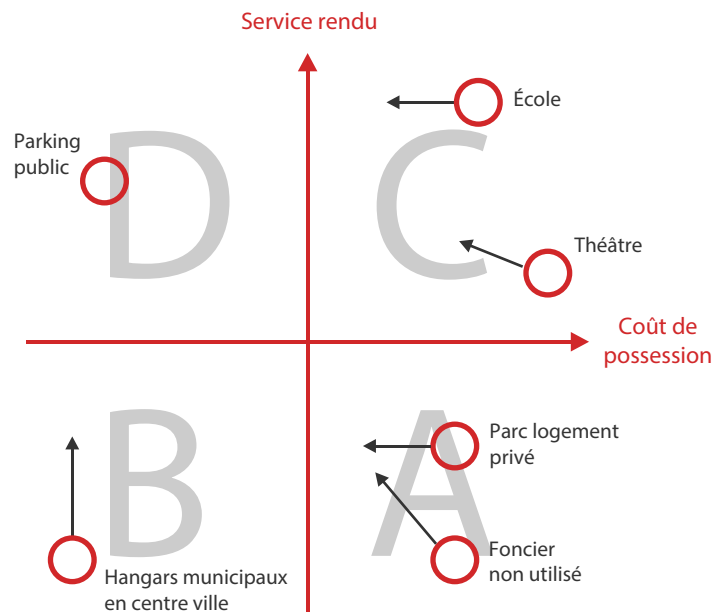 Service rendu
École
Parking
public
D
C
Théâtre
Coût de
possession
B
A
Parc logement
privé
Foncier
non utilisé
Hangars municipaux
en centre ville